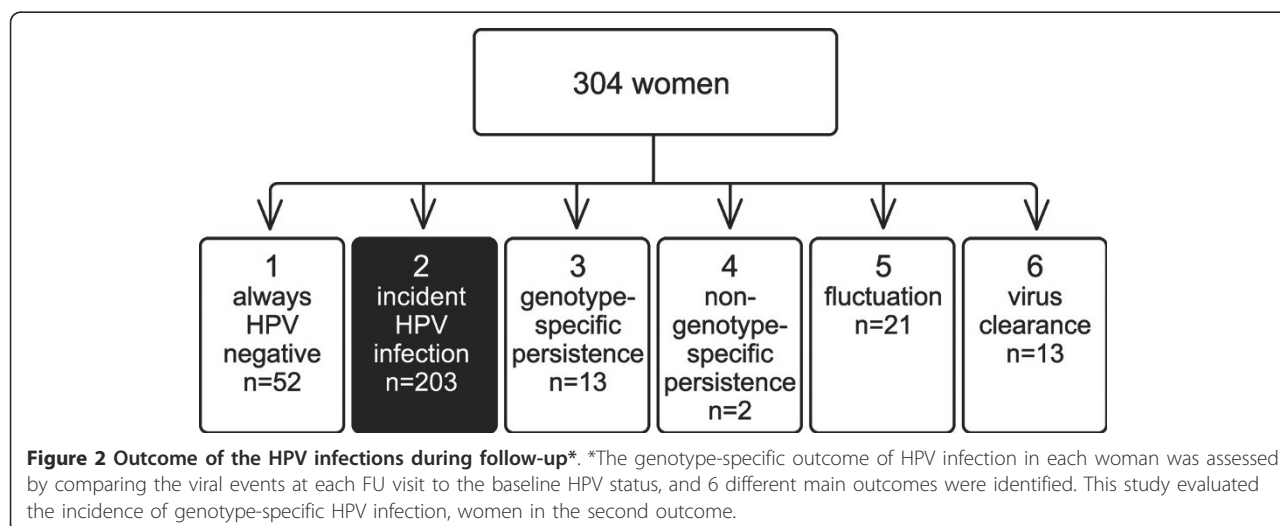 304 women
1
always
HPV
negative
n=52
2
incident
HPV
infection
n=203
3
genotype-
specific
persistence
n=13
4
non-
genotype-
specific
persistence
n=2
5
fluctuation
n=21
6
virus
clearance
n=13
Figure 2 Outcome of the HPV infections during follow-up*. *The genotype-specific outcome of HPV infection in each woman was assessed
by comparing the viral events at each FU visit to the baseline HPV status, and 6 different main outcomes were identified. This study evaluated
the incidence of genotype-specific HPV infection, women in the second outcome.